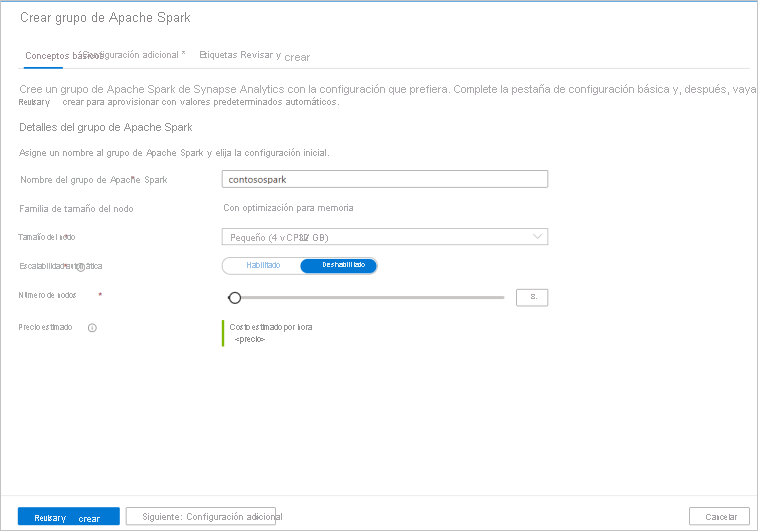 Crear grupo de Apache Spark
Conceptos básicos Configuración adicional * Etiquetas Revisar y crear
Cree un grupo de Apache Spark de Synapse Analytics con la configuración que prefiera. Complete la pestaña de configuración básica y, después, vaya
crear para aprovisionar con valores predeterminados automáticos.
Detalles del grupo de Apache Spark
Asigne un nombre al grupo de Apache Spark y elija la configuración inicial.
Nombre del grupo de Apache Spark * contosospark
Familia de tamaño del nodo Con optimización para memoria
Tamaño del nodo * Pequeño (4 vCPU/32 GB)
Escalabilidad automática * Habilitado Deshabilitado
Número de nodos *
Precio estimado
Costo estimado por hora
<precio>
Revisar y crear Siguiente: Configuración adicional Cancelar